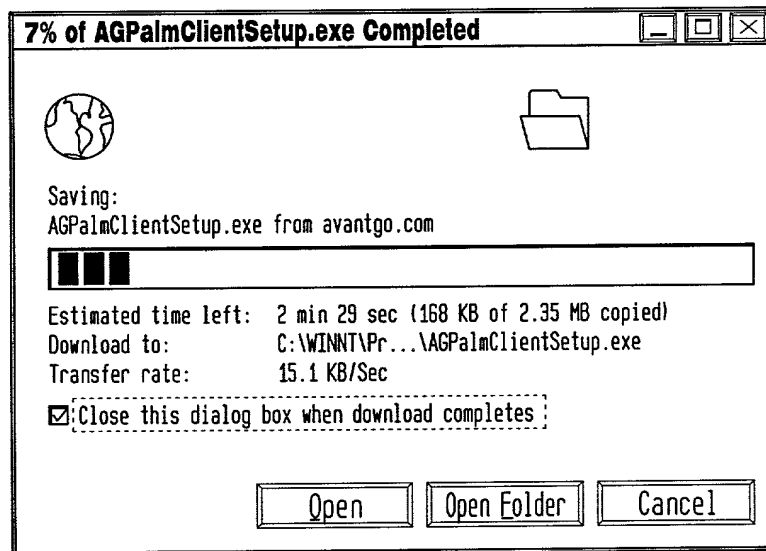 7% of AGPalmClientSetup.exe Completed
Saving:
AGPalmClientSetup.exe from avantgo.com
Estimated time left: 2 min 29 sec (168 KB of 2.35 MB copied)
Download to: C:\WINNT\Pr...\AGPalmClientSetup.exe
Transfer rate: 15.1 KB/Sec
Close this dialog box when download completes
Open Open Folder Cancel